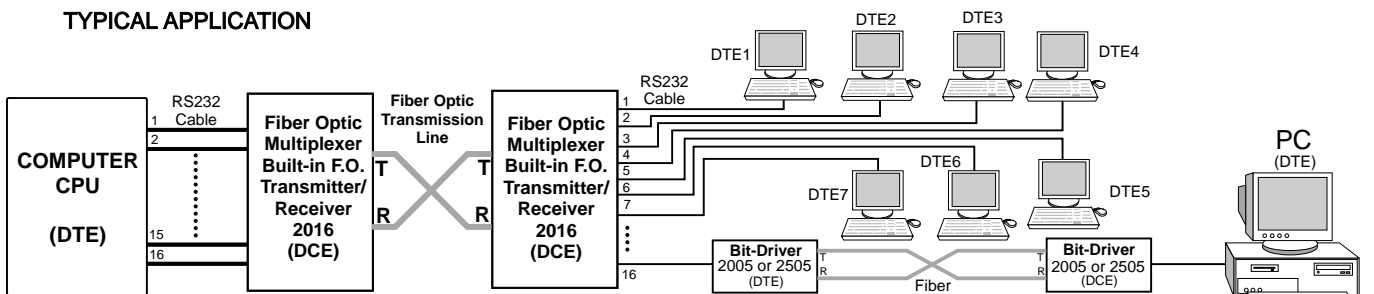 TYPICAL APPLICATION
COMPUTER
CPU
(DTE)
RS232
Cable
1
2
15
16
Fiber Optic
Multiplexer
Built-in F.O.
Transmitter/
Receiver
2016
(DCE)
T
R
Fiber Optic
Transmission
Line
T
R
Fiber Optic
Multiplexer
Built-in F.O.
Transmitter/
Receiver
2016
(DCE)
RS232
Cable
1
2
3
4
5
6
7
16
DTE1
DTE2
DTE3
DTE4
DTE7
DTE6
DTE5
Bit-Driver
2005 or 2505
(DTE)
T
R
Fiber
T
R
Bit-Driver
2005 or 2505
(DCE)
PC
(DTE)